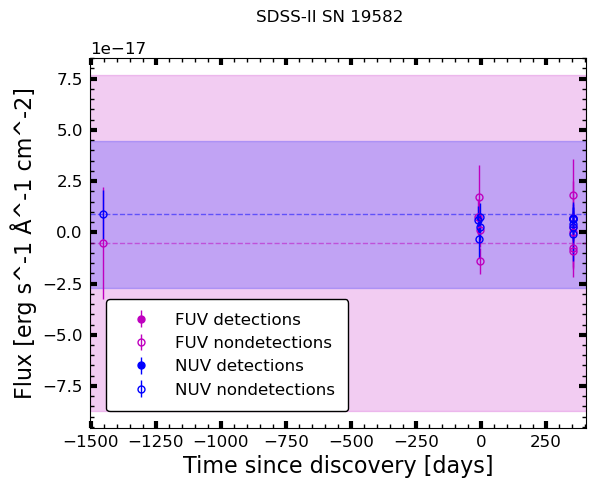 SDSS-II SN 19582
1e−17
7.5
5.0
2.5
0.0
−2.5
−5.0
−7.5
Flux [erg s^-1 Å^-1 cm^-2]
FUV detections
FUV nondetections
NUV detections
NUV nondetections
−1500 −1250 −1000 −750 −500 −250 0 250
Time since discovery [days]